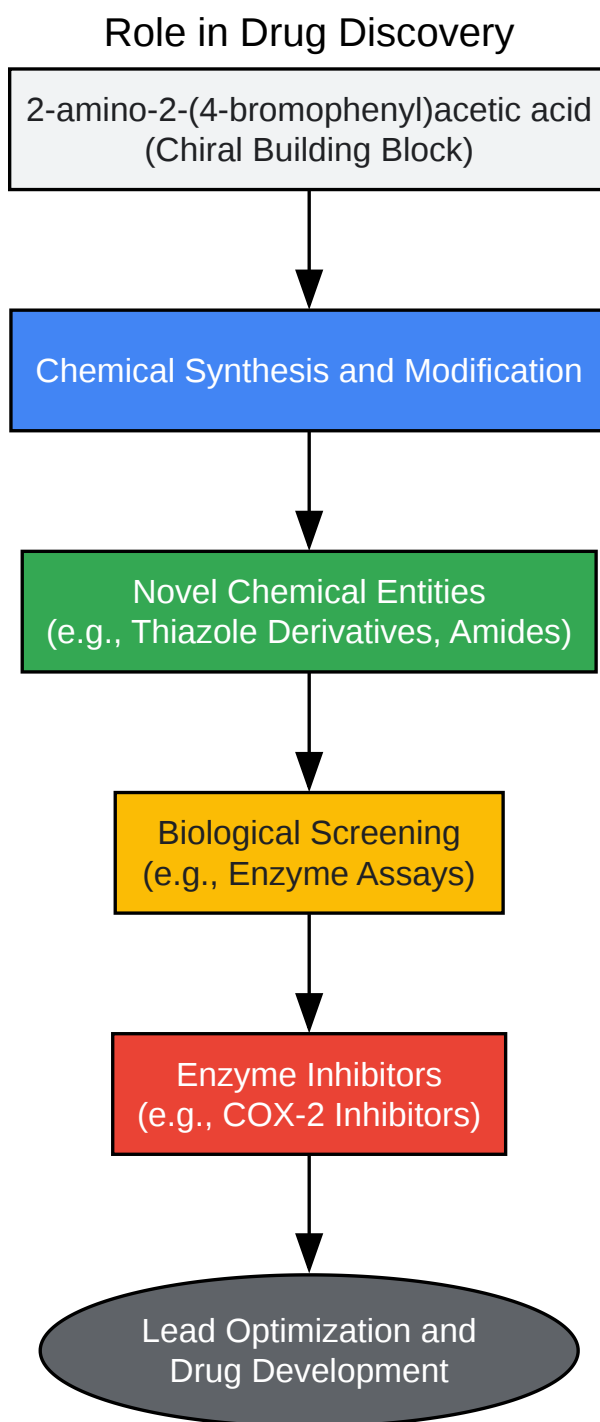 Role in Drug Discovery
2-amino-2-(4-bromophenyl)acetic acid
(Chiral Building Block)
Chemical Synthesis and Modification
Novel Chemical Entities
(e.g., Thiazole Derivatives, Amides)
Biological Screening
(e.g., Enzyme Assays)
Enzyme Inhibitors
(e.g., COX-2 Inhibitors)
Lead Optimization and
Drug Development